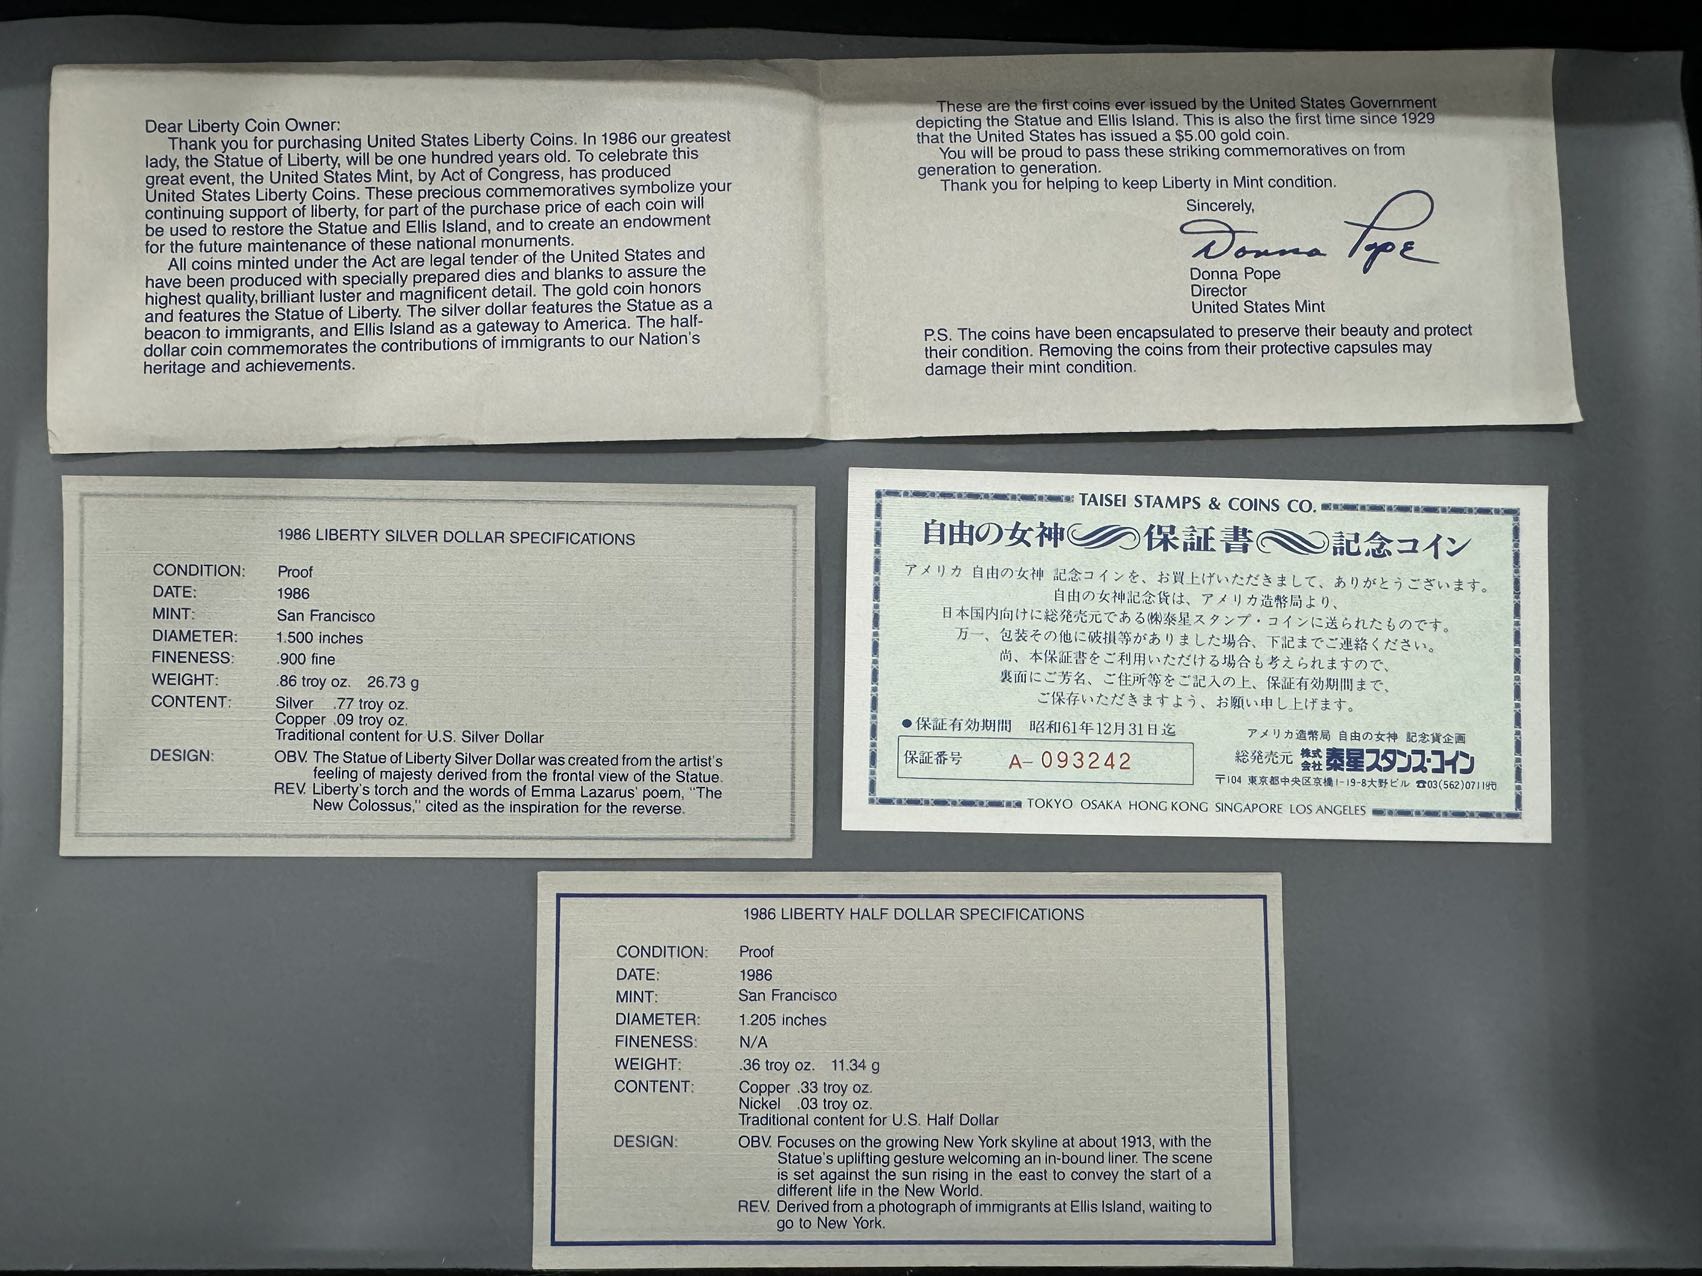 Dear Liberty Coin Owner:
Thank you for purchasing United States Liberty Coins. In 1986 our greatest
lady, the Statue of Liberty, will be one hundred years old. To celebrate this
great event, the United States Mint, by Act of Congress, has produced
United States Liberty Coins. These precious commemoratives symbolize your
continuing support of liberty, for part of the purchase price of each coin will
be used to restore the Statue and Ellis Island, and to create an endowment
for the future maintenance of these national monuments.
All coins minted under the Act are legal tender of the United States and
have been produced with specially prepared dies and blanks to assure the
highest quality, brilliant luster and magnificent detail. The gold coin honors
and features the Statue of Liberty. The silver dollar features the Statue as a
beacon to immigrants, and Ellis Island as a gateway to America. The half-
dollar coin commemorates the contributions of immigrants to our Nation's
heritage and achievements.
These are the first coins ever issued by the United States Government
depicting the Statue and Ellis Island. This is also the first time since 1929
that the United States has issued a $5.00 gold coin.
You will be proud to pass these striking commemoratives on from
generation to generation.
Thank you for helping to keep Liberty in Mint condition.
Sincerely,
Donna Pope
Donna Pope
Director
United States Mint
P.S. The coins have been encapsulated to preserve their beauty and protect
their condition. Removing the coins from their protective capsules may
damage their mint condition.
1986 LIBERTY SILVER DOLLAR SPECIFICATIONS
CONDITION: Proof
DATE: 1986
MINT: San Francisco
DIAMETER: 1.500 inches
FINENESS: .900 fine
WEIGHT: .86 troy oz. 26.73 g
CONTENT: Silver .77 troy oz.
Copper .09 troy oz.
Traditional content for U.S. Silver Dollar
DESIGN: OBV. The Statue of Liberty Silver Dollar was created from the artist's
feeling of majesty derived from the frontal view of the Statue.
REV. Liberty's torch and the words of Emma Lazarus' poem, "The
New Colossus," cited as the inspiration for the reverse.
TAISEI STAMPS & COINS CO.
自由の女神 保証書 記念コイン
アメリカ 自由の女神 記念コインを、お買上げいただきまして、ありがとうございます。
自由の女神記念貨は、アメリカ造幣局より、
日本国内向けに総発売元である㈱泰星スタンプ・コインに送られたものです。
万一、包装その他に破損等がありました場合、下記までご連絡ください。
尚、本保証書をご利用いただける場合も考えられますので、
裏面にご芳名、ご住所等をご記入の上、保証有効期間まで、
ご保存いただきますよう、お願い申し上げます。
●保証有効期間 昭和61年12月31日迄
保証番号 A-093242
アメリカ造幣局 自由の女神 記念貨企画
総発売元 株式会社 泰星スタンプ・コイン
〒104 東京都中央区京橋1-19-8大野ビル ☎03(562)0711㈹
TOKYO OSAKA HONG KONG SINGAPORE LOS ANGELES
1986 LIBERTY HALF DOLLAR SPECIFICATIONS
CONDITION: Proof
DATE: 1986
MINT: San Francisco
DIAMETER: 1.205 inches
FINENESS: N/A
WEIGHT: .36 troy oz. 11.34 g
CONTENT: Copper .33 troy oz.
Nickel .03 troy oz.
Traditional content for U.S. Half Dollar
DESIGN: OBV. Focuses on the growing New York skyline at about 1913, with the
Statue's uplifting gesture welcoming an in-bound liner. The scene
is set against the sun rising in the east to convey the start of a
different life in the New World.
REV. Derived from a photograph of immigrants at Ellis Island, waiting to
go to New York.